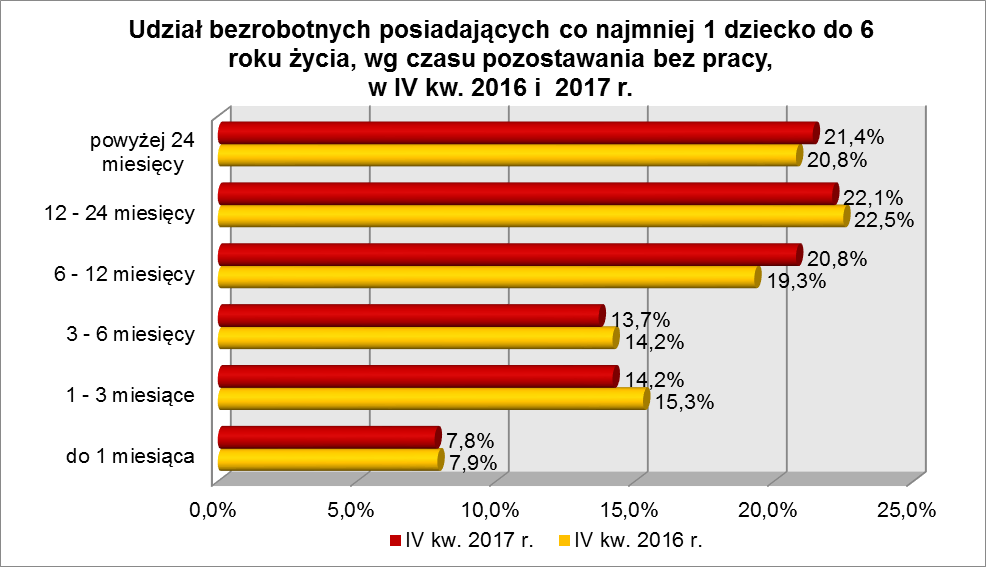 Udział bezrobotnych posiadających co najmniej 1 dziecko do 6
roku życia, wg czasu pozostawania bez pracy,
w IV kw. 2016 i  2017 r.
powyżej 24
miesięcy
21,4%
20,8%
12 - 24 miesięcy
22,1%
22,5%
6 - 12 miesięcy
20,8%
19,3%
3 - 6 miesięcy
13,7%
14,2%
1 - 3 miesiące
14,2%
15,3%
do 1 miesiąca
7,8%
7,9%
0,0% 5,0% 10,0% 15,0% 20,0% 25,0%
IV kw. 2017 r. IV kw. 2016 r.